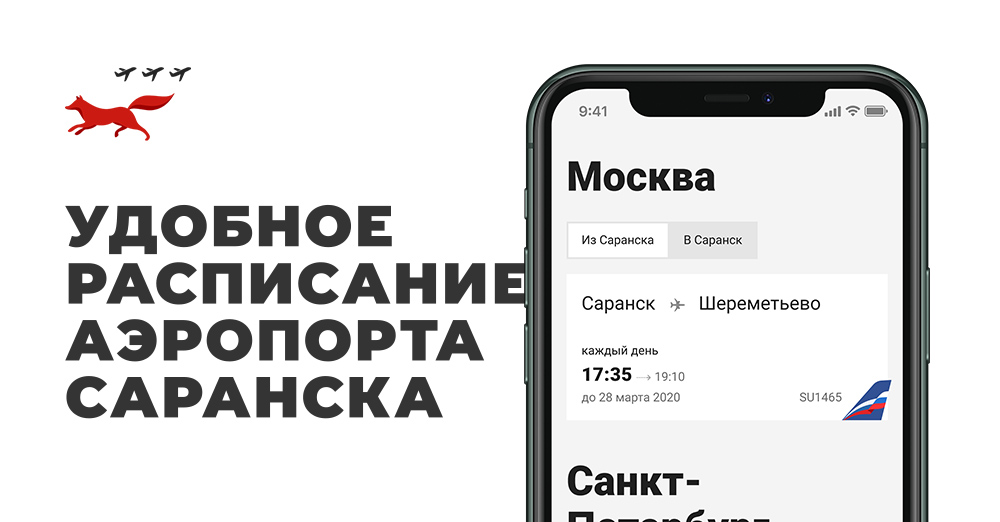 УДОБНОЕ
РАСПИСАНИЕ
АЭРОПОРТА
САРАНСКА
9:41
Москва
Из Саранска В Саранск
Саранск Шереметьево
каждый день
17:35 → 19:10
до 28 марта 2020 SU1465
Санкт-
Петербург